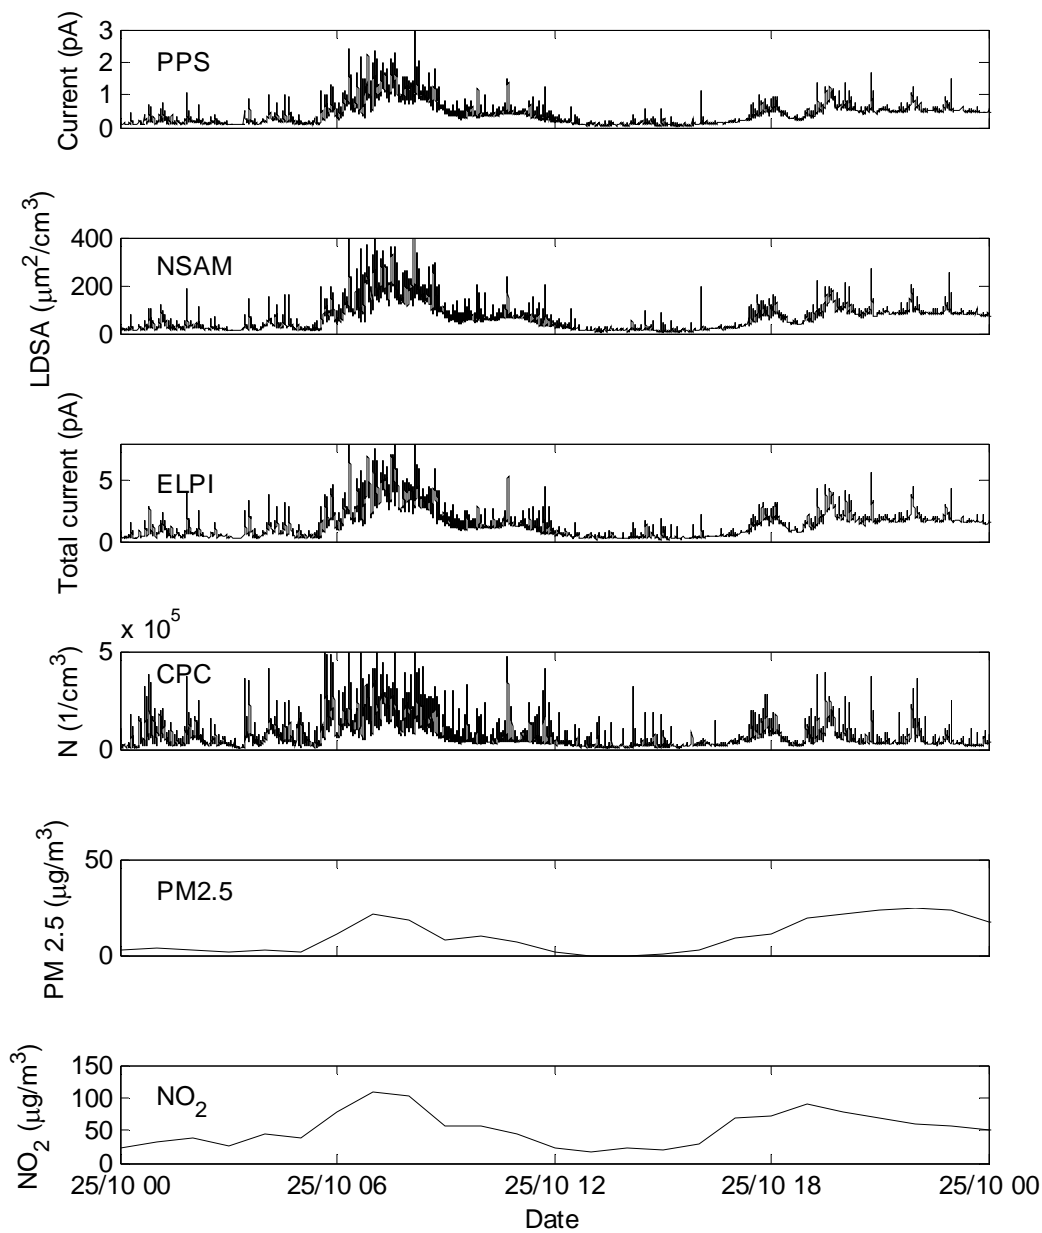 Current (pA)
3
2
1
0
PPS
LDSA (μm²/cm³)
400
200
0
NSAM
Total current (pA)
5
0
ELPI
x 10⁵
N (1/cm³)
5
0
CPC
PM 2.5 (μg/m³)
50
0
PM2.5
NO₂ (μg/m³)
150
100
50
0
NO₂
25/10 00 25/10 06 25/10 12 25/10 18 25/10 00
Date